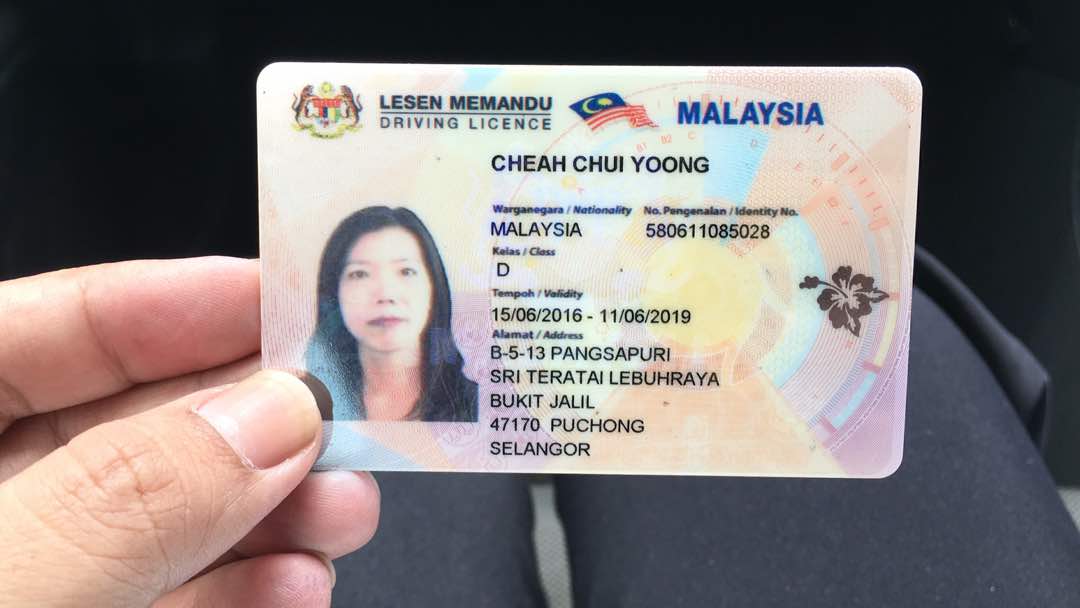 LESEN MEMANDU
DRIVING LICENCE
MALAYSIA
CHEAH CHUI YOONG
Warganegara / Nationality No. Pengenalan / Identity No.
MALAYSIA 580611085028
Kelas / Class
D
Tempoh / Validity
15/06/2016 - 11/06/2019
Alamat / Address
B-5-13 PANGSAPURI
SRI TERATAI LEBUHRAYA
BUKIT JALIL
47170 PUCHONG
SELANGOR